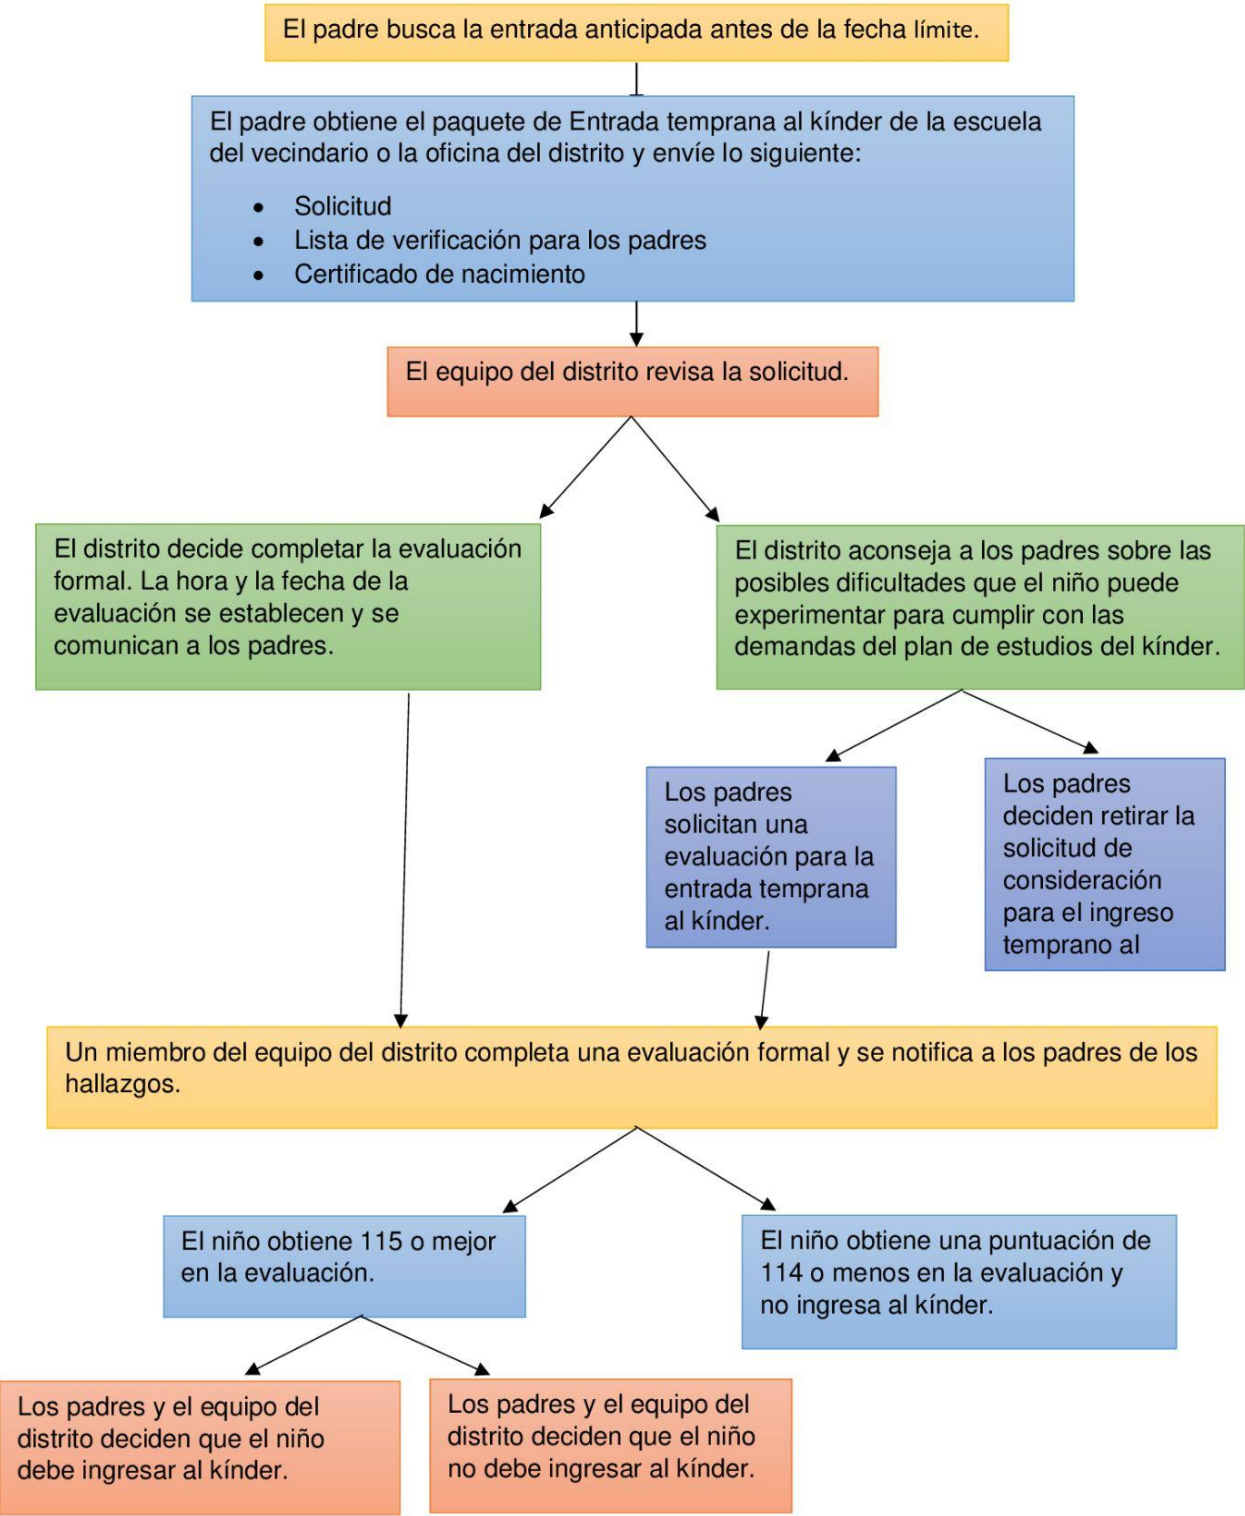 El padre busca la entrada anticipada antes de la fecha límite.
El padre obtiene el paquete de Entrada temprana al kínder de la escuela
del vecindario o la oficina del distrito y envíe lo siguiente:
• Solicitud
• Lista de verificación para los padres
• Certificado de nacimiento
El equipo del distrito revisa la solicitud.
El distrito decide completar la evaluación
formal. La hora y la fecha de la
evaluación se establecen y se
comunican a los padres.
El distrito aconseja a los padres sobre las
posibles dificultades que el niño puede
experimentar para cumplir con las
demandas del plan de estudios del kínder.
Los padres
solicitan una
evaluación para la
entrada temprana
al kínder.
Los padres
deciden retirar la
solicitud de
consideración
para el ingreso
temprano al
Un miembro del equipo del distrito completa una evaluación formal y se notifica a los padres de los
hallazgos.
El niño obtiene 115 o mejor
en la evaluación.
El niño obtiene una puntuación de
114 o menos en la evaluación y
no ingresa al kínder.
Los padres y el equipo del
distrito deciden que el niño
debe ingresar al kínder.
Los padres y el equipo del
distrito deciden que el niño
no debe ingresar al kínder.